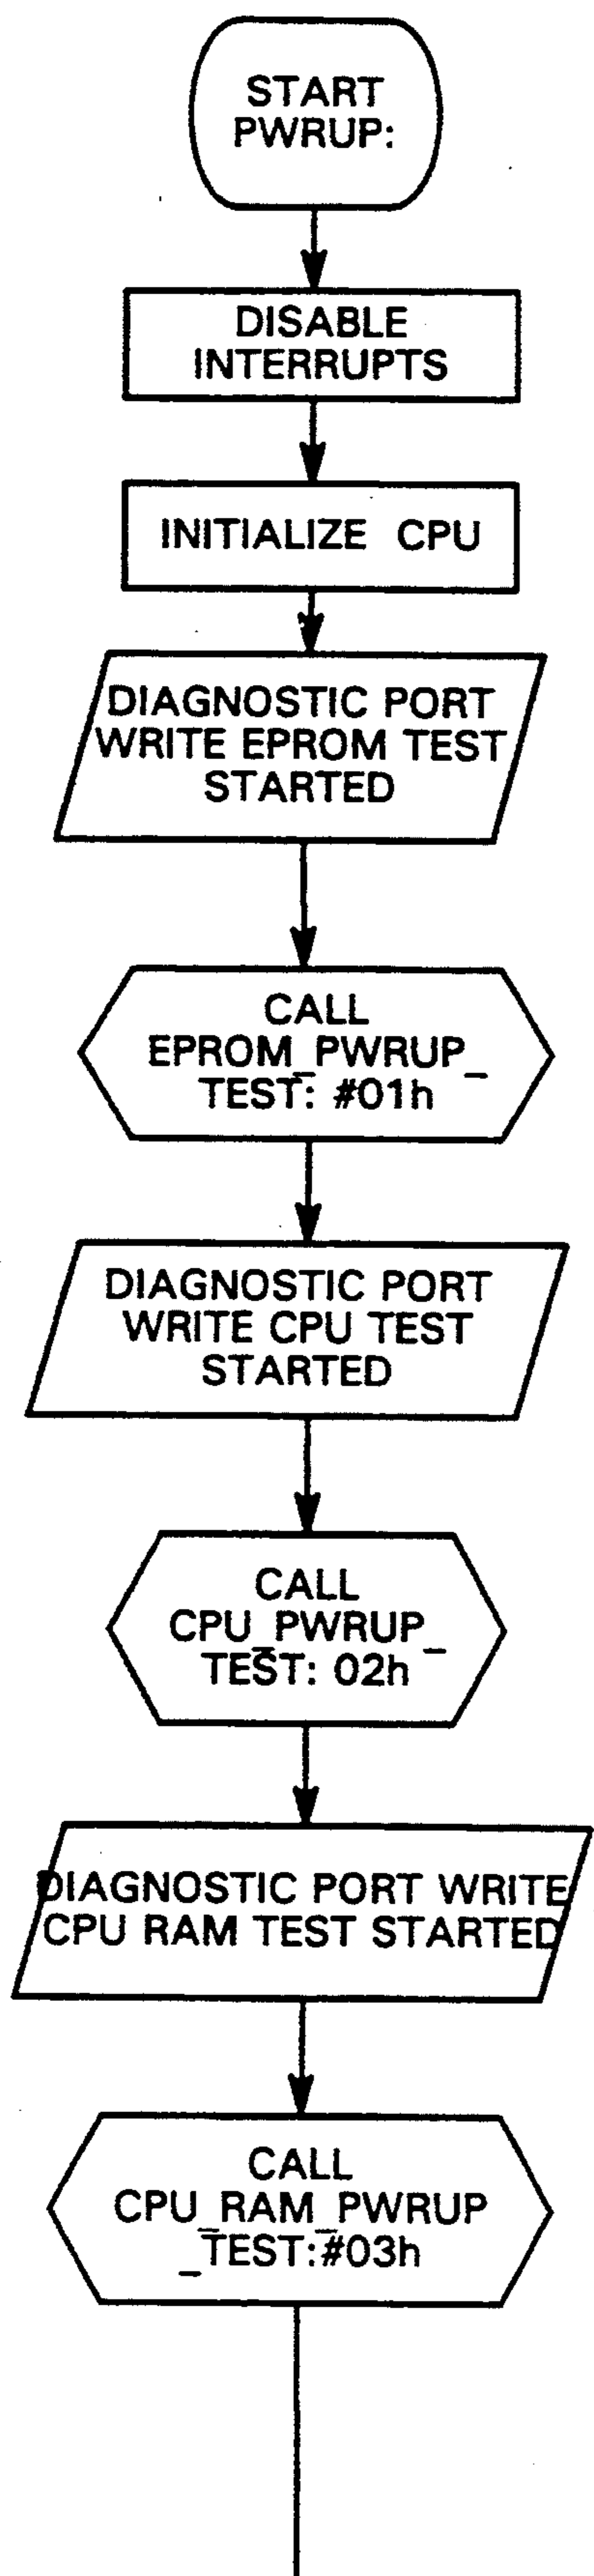 START
PWRUP:
DISABLE
INTERRUPTS
INITIALIZE CPU
DIAGNOSTIC PORT
WRITE EPROM TEST
STARTED
CALL
EPROM_PWRUP_
TEST: #01h
DIAGNOSTIC PORT
WRITE CPU TEST
STARTED
CALL
CPU_PWRUP_
TEST: 02h
DIAGNOSTIC PORT WRITE
CPU RAM TEST STARTED
CALL
CPU_RAM_PWRUP
_TEST:#03h